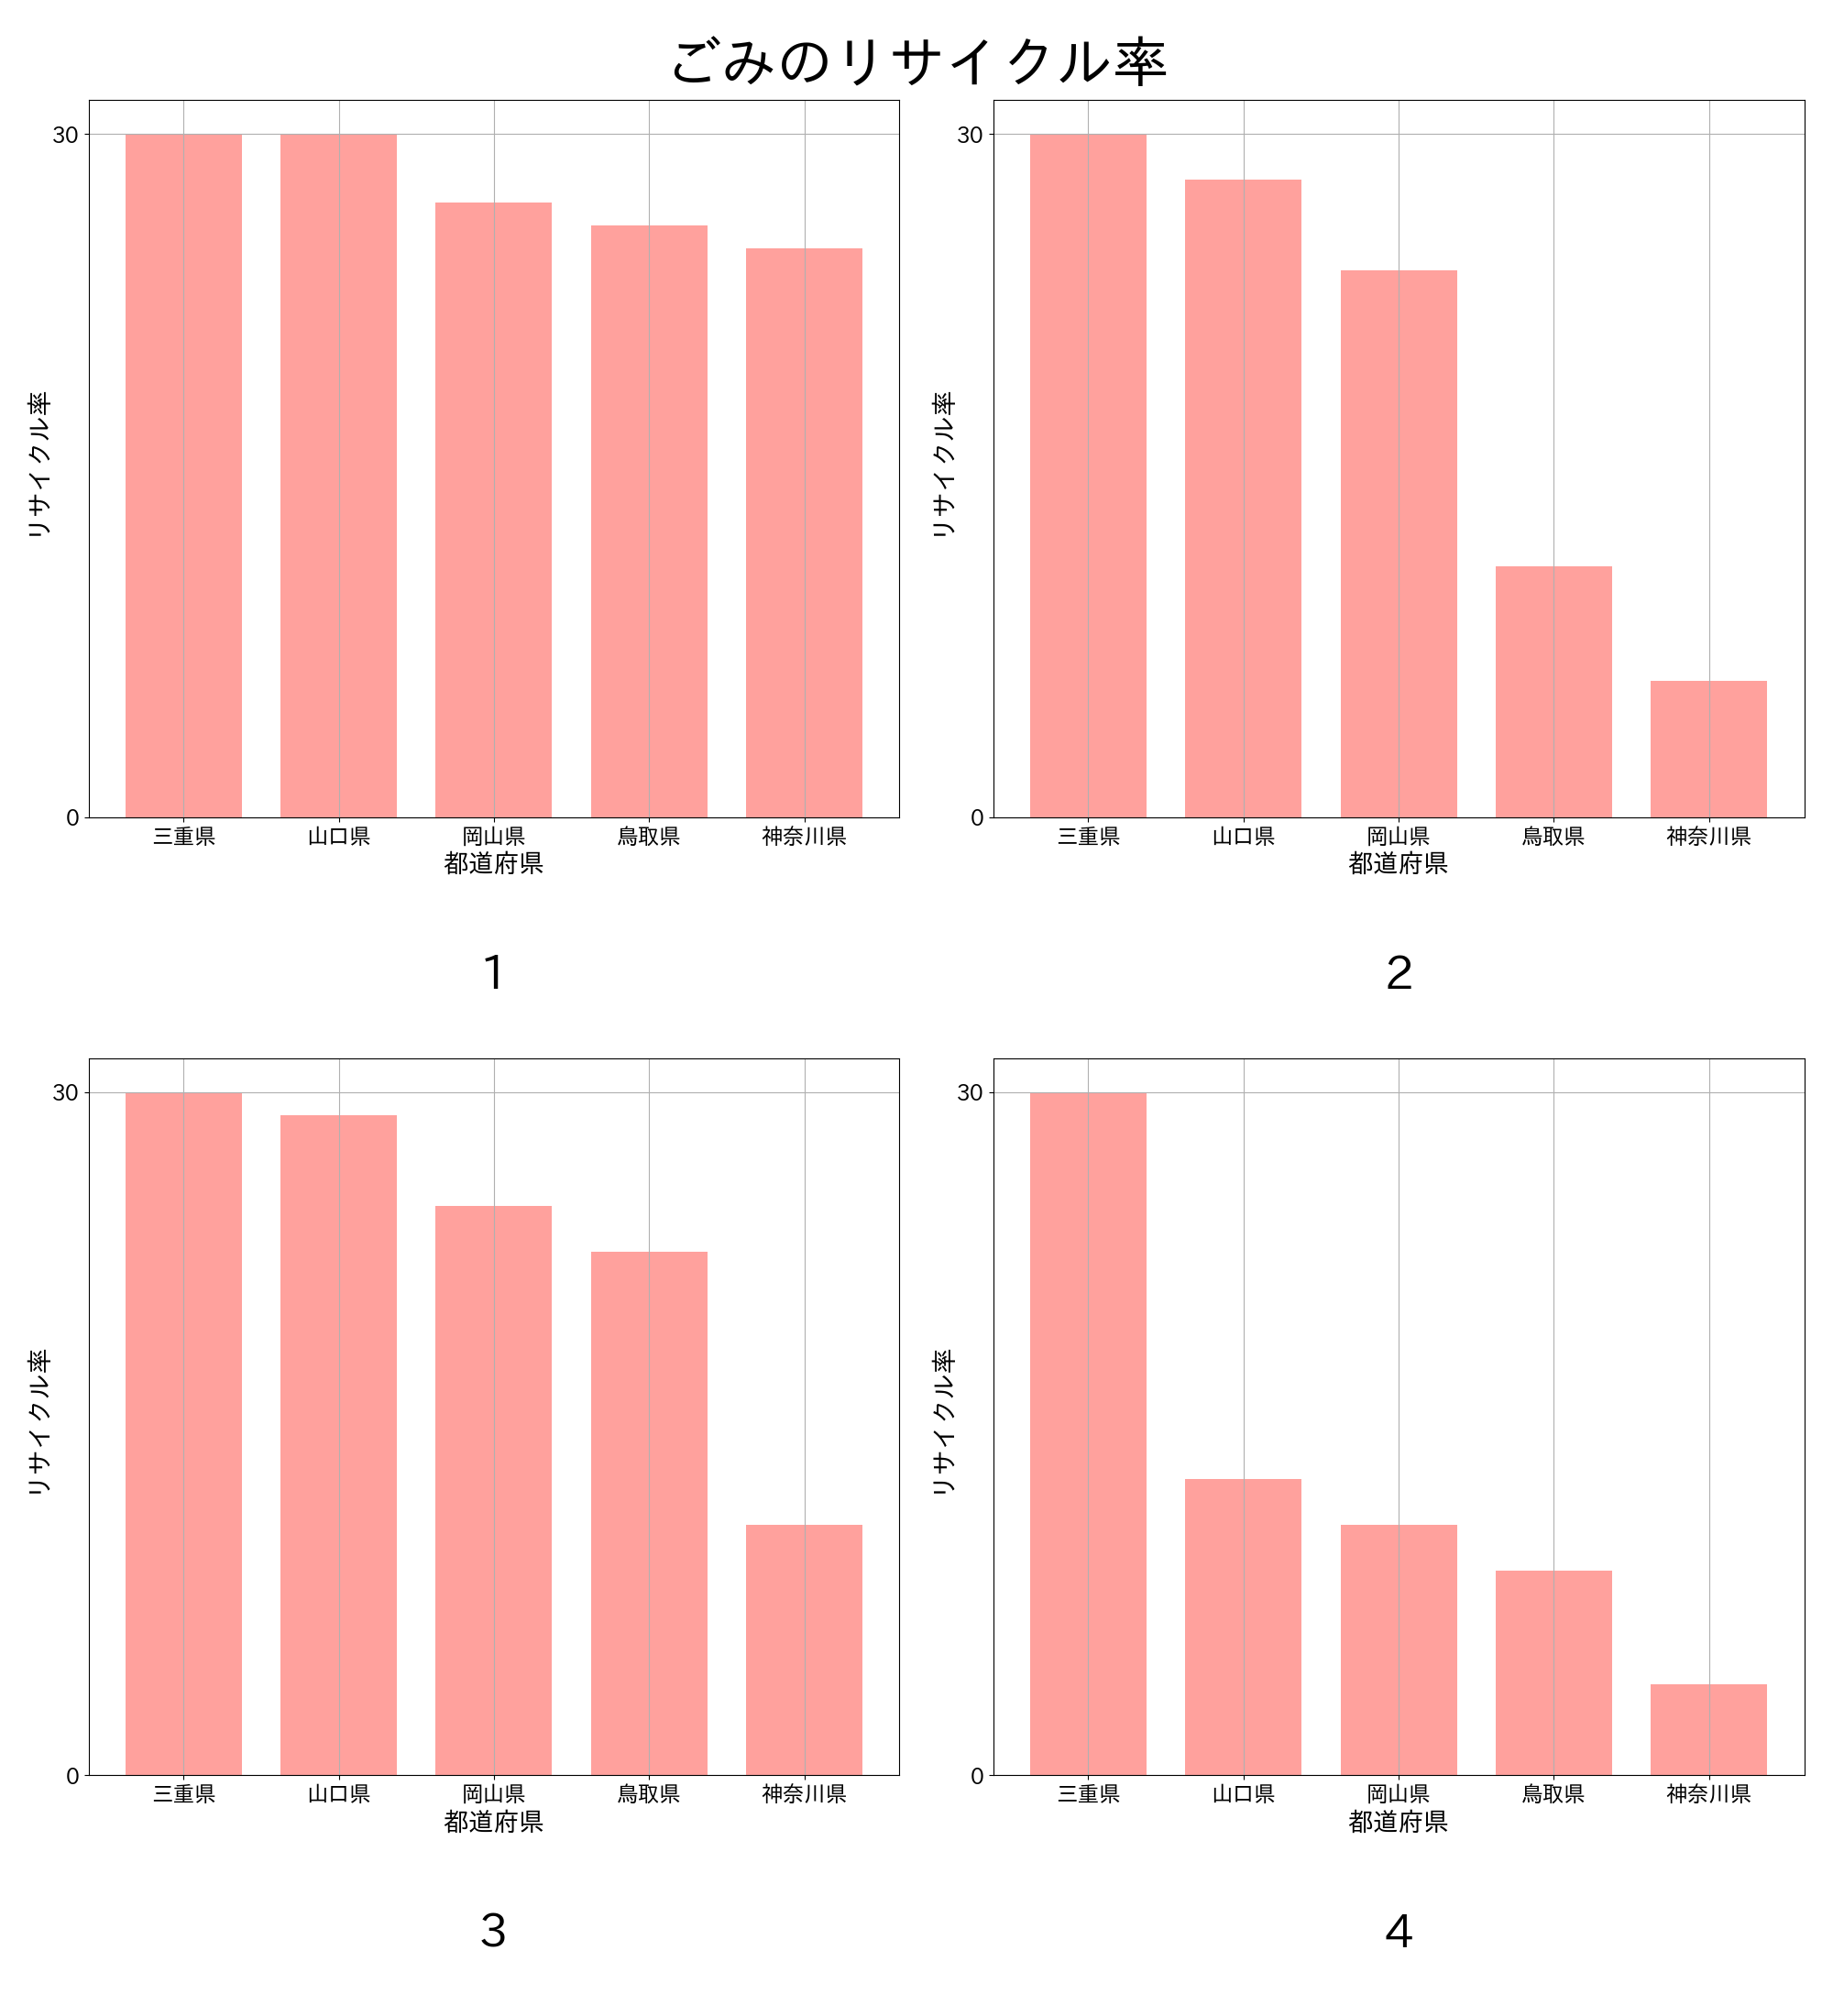 ごみのリサイクル率
30
0
リサイクル率
三重県 山口県 岡山県 鳥取県 神奈川県
都道府県
1
30
0
リサイクル率
三重県 山口県 岡山県 鳥取県 神奈川県
都道府県
2
30
0
リサイクル率
三重県 山口県 岡山県 鳥取県 神奈川県
都道府県
3
30
0
リサイクル率
三重県 山口県 岡山県 鳥取県 神奈川県
都道府県
4